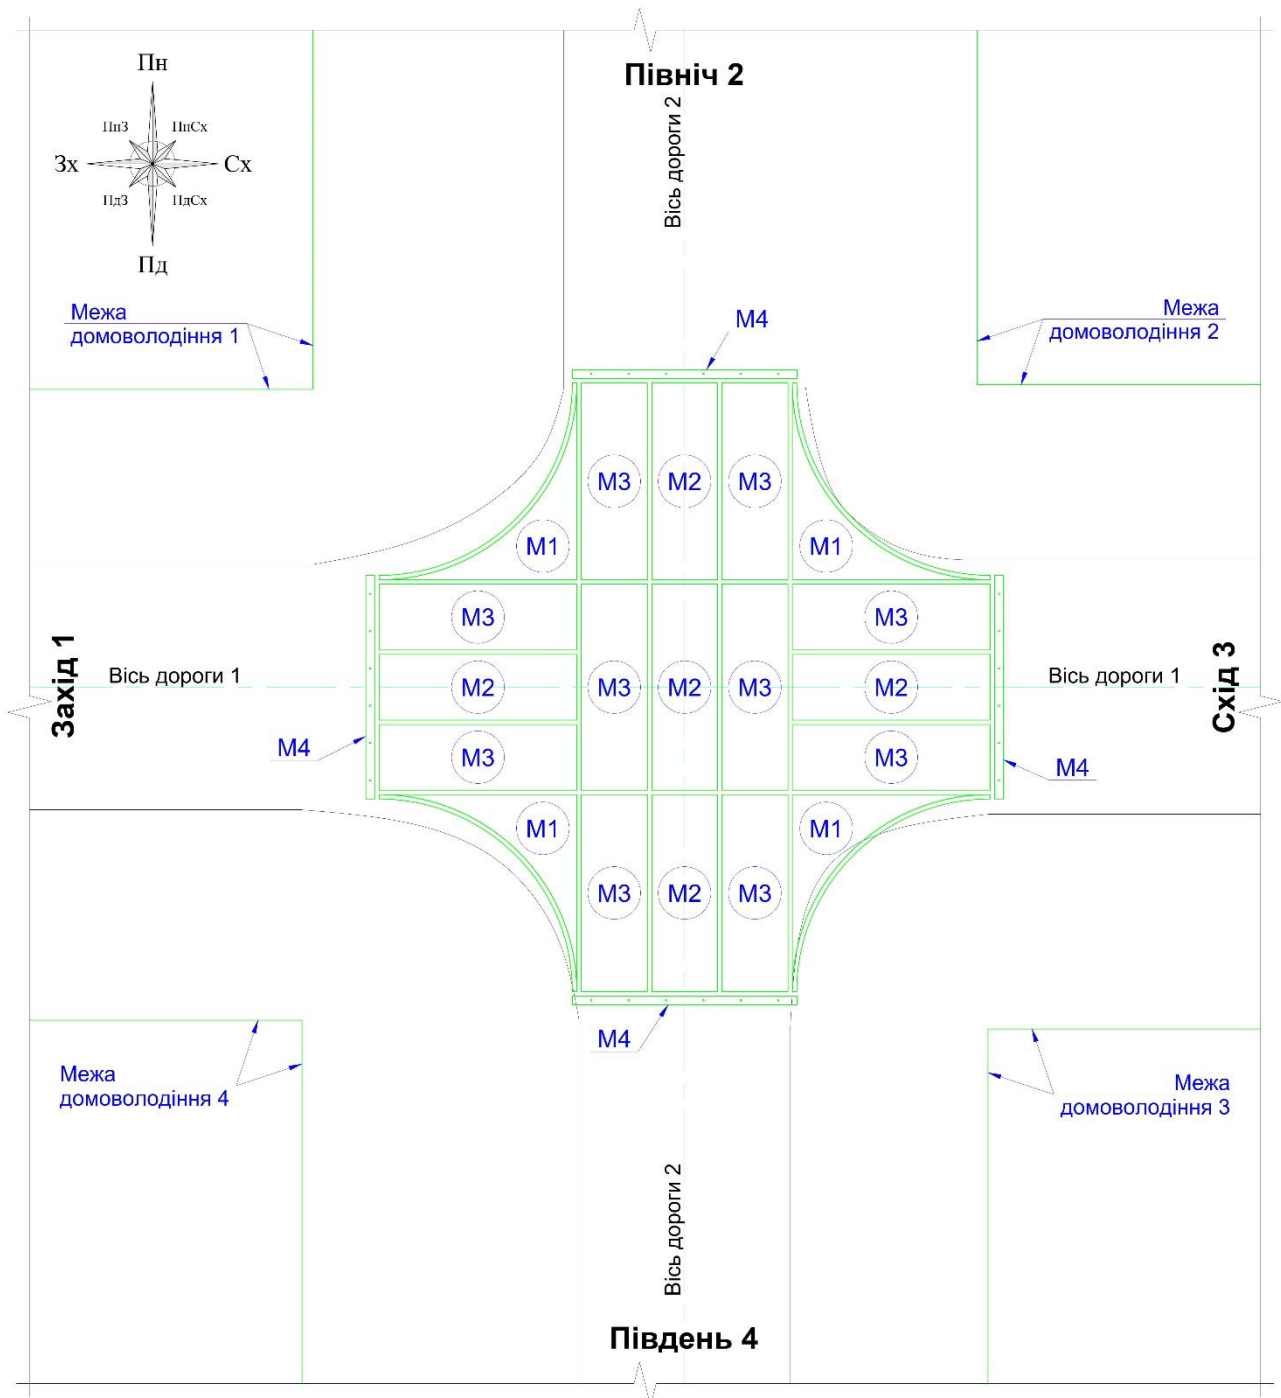 Північ 2
Вісь дороги 2
Пн
ПнЗ
ПнСх
Зх
Сх
ПдЗ
ПдСх
Пд
Межа
домоволодіння 1
Межа
домоволодіння 2
М4
М3
М2
М3
М1
М1
М3
М3
Захід 1
Вісь дороги 1
М2
М3
М2
М3
М2
Вісь дороги 1
Схід 3
М4
М3
М3
М4
М1
М1
М3
М2
М3
М4
Межа
домоволодіння 4
Межа
домоволодіння 3
Вісь дороги 2
Південь 4